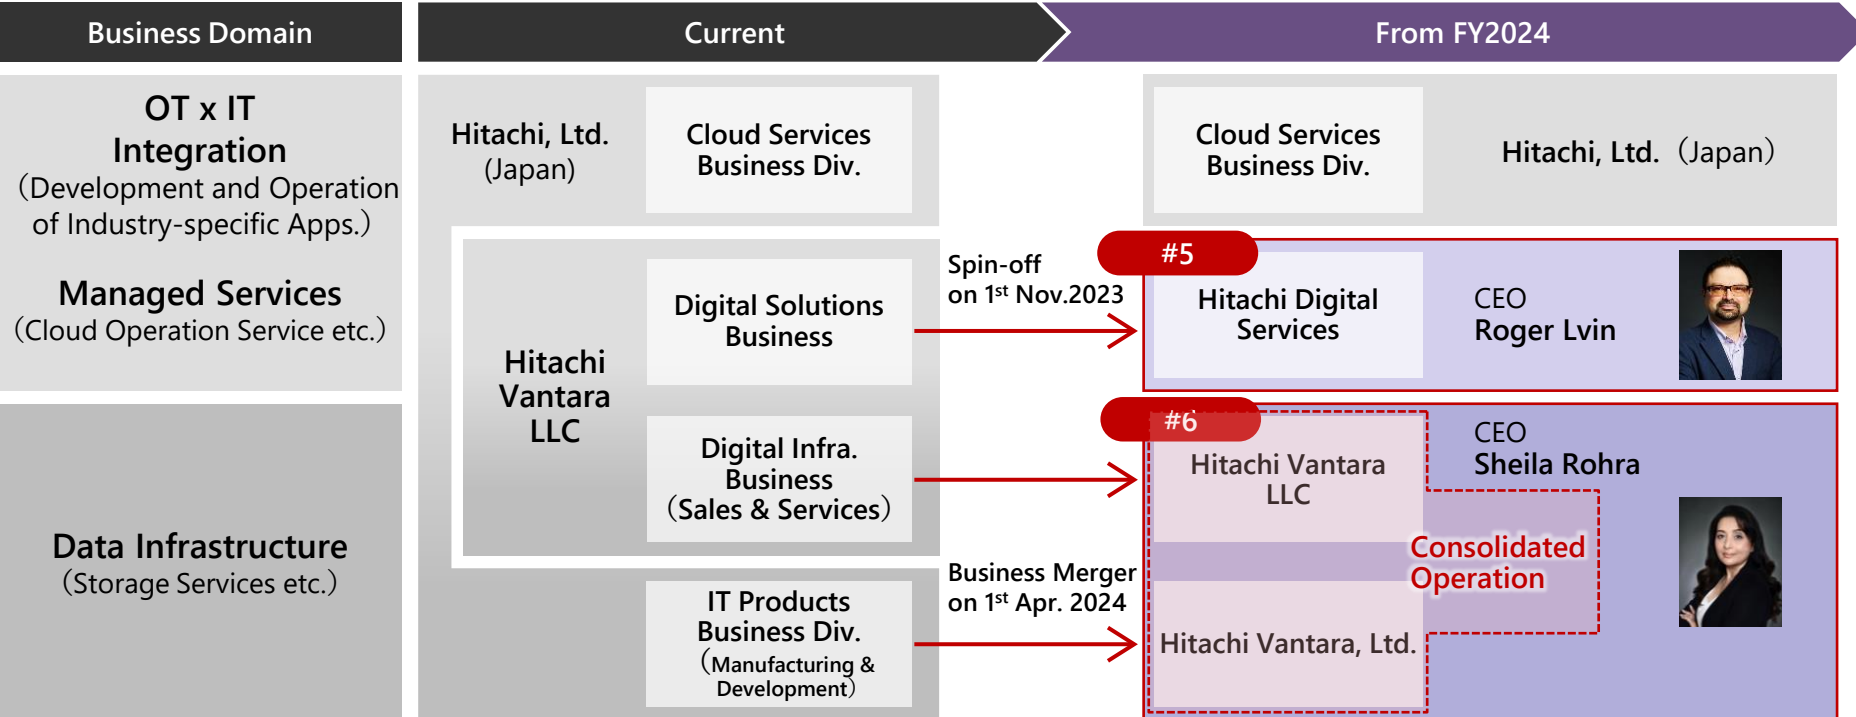 Business Domain
Current
From FY2024
OT x IT
Integration
（Development and Operation
of Industry-specific Apps.）
Managed Services
（Cloud Operation Service etc.）
Data Infrastructure
（Storage Services etc.）
Hitachi, Ltd.
(Japan)
Cloud Services
Business Div.
Hitachi
Vantara
LLC
Digital Solutions
Business
Digital Infra.
Business
（Sales & Services）
IT Products
Business Div.
（Manufacturing &
Development）
Spin-off
on 1st Nov.2023
Business Merger
on 1st Apr. 2024
Cloud Services
Business Div.
Hitachi, Ltd.（Japan）
#5
Hitachi Digital
Services
CEO
Roger Lvin
#6
Hitachi Vantara
LLC
CEO
Sheila Rohra
Consolidated
Operation
Hitachi Vantara, Ltd.